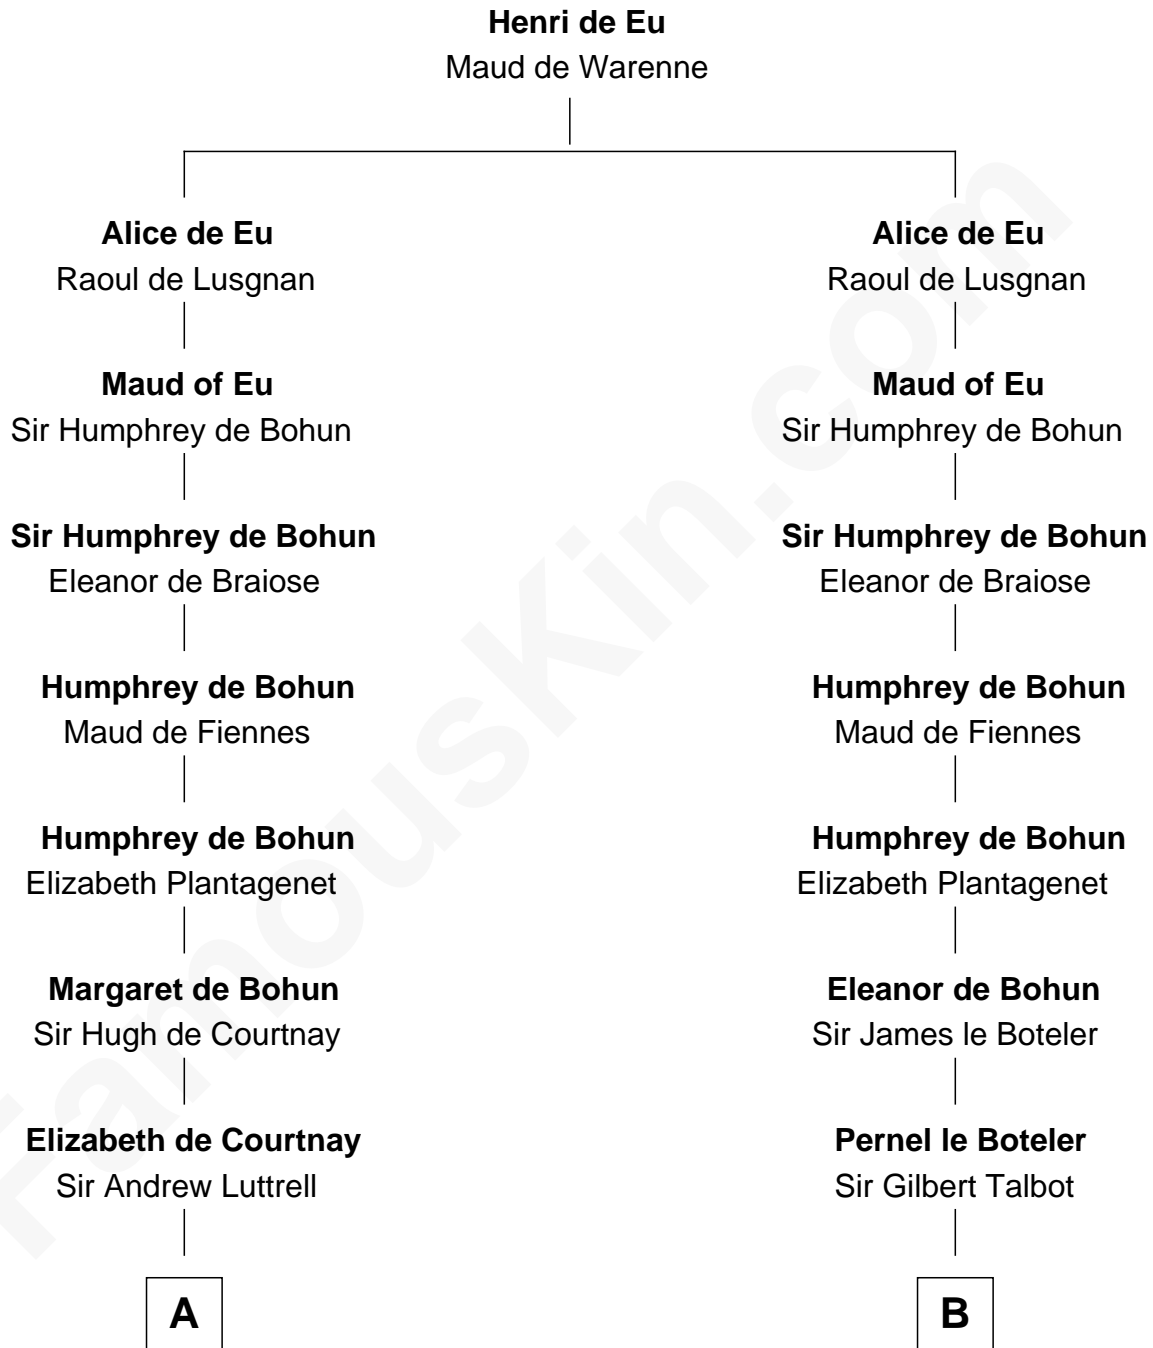 Henri de Eu
Maud de Warenne
Alice de Eu
Raoul de Lusgnan
Maud of Eu
Sir Humphrey de Bohun
Sir Humphrey de Bohun
Eleanor de Braiose
Humphrey de Bohun
Maud de Fiennes
Humphrey de Bohun
Elizabeth Plantagenet
Margaret de Bohun
Sir Hugh de Courtnay
Elizabeth de Courtnay
Sir Andrew Luttrell
A
Alice de Eu
Raoul de Lusgnan
Maud of Eu
Sir Humphrey de Bohun
Sir Humphrey de Bohun
Eleanor de Braiose
Humphrey de Bohun
Maud de Fiennes
Humphrey de Bohun
Elizabeth Plantagenet
Eleanor de Bohun
Sir James le Boteler
Pernel le Boteler
Sir Gilbert Talbot
B
FamousKin.com